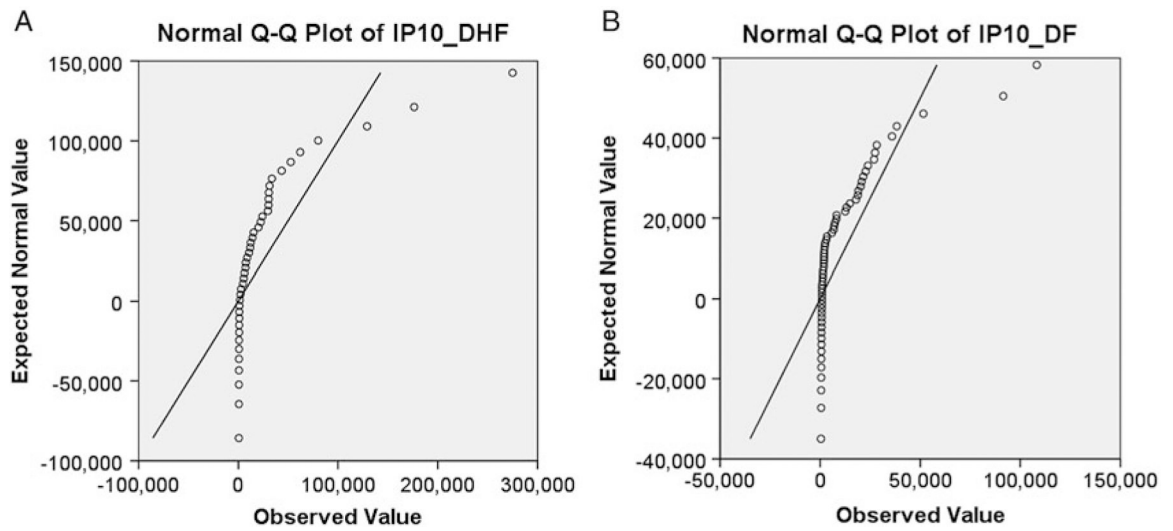 A
Normal Q-Q Plot of IP10_DHF
150,000
100,000
50,000
0
-50,000
-100,000
Expected Normal Value
-100,000 0 100,000 200,000 300,000
Observed Value
B
Normal Q-Q Plot of IP10_DF
60,000
40,000
20,000
0
-20,000
-40,000
Expected Normal Value
-50,000 0 50,000 100,000 150,000
Observed Value